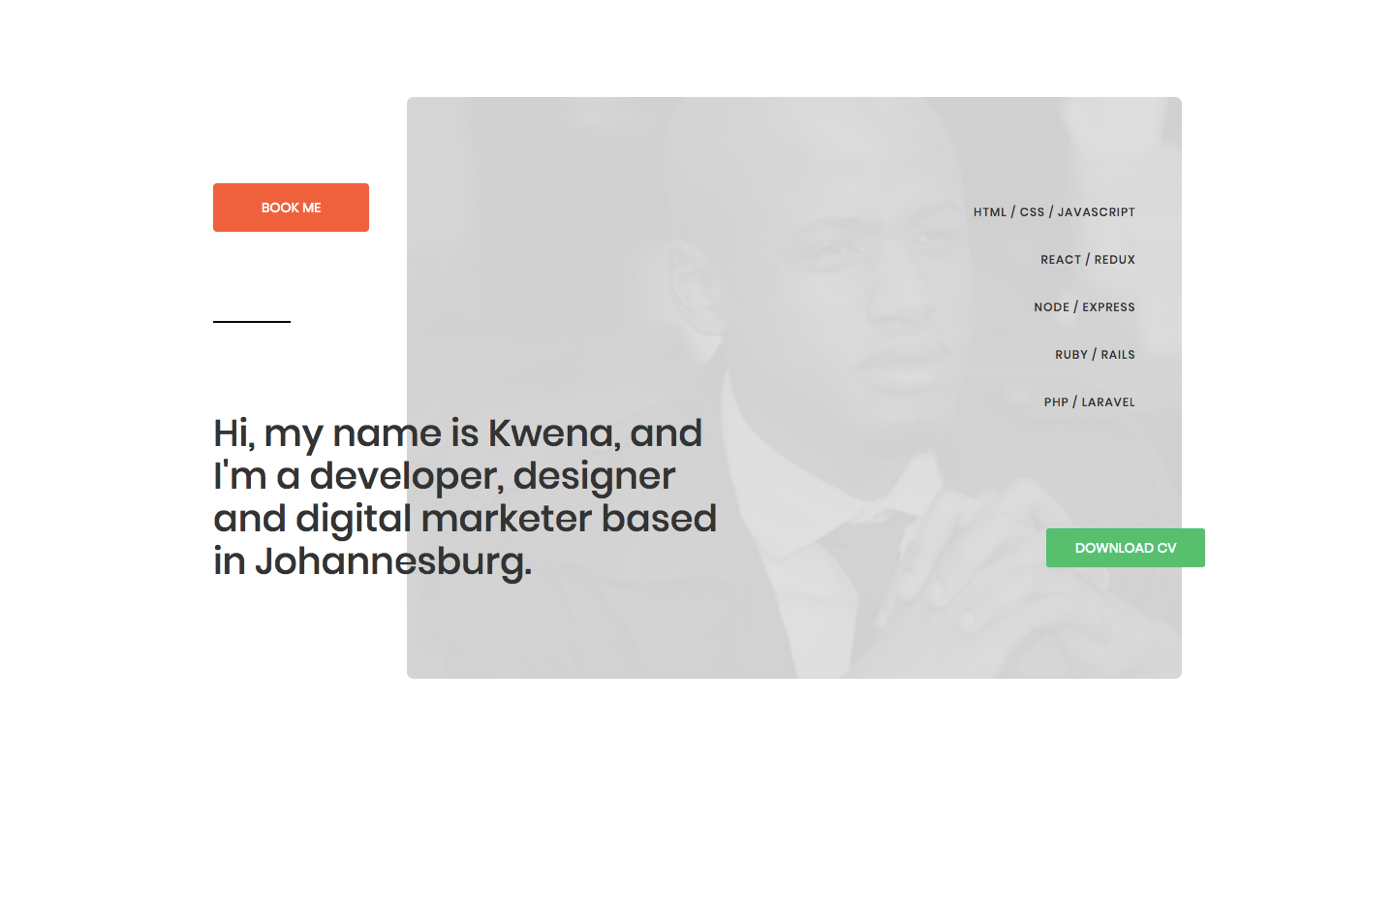 BOOK ME
HTML / CSS / JAVASCRIPT
REACT / REDUX
NODE / EXPRESS
RUBY / RAILS
PHP / LARAVEL
Hi, my name is Kwena, and
I'm a developer, designer
and digital marketer based
in Johannesburg.
DOWNLOAD CV